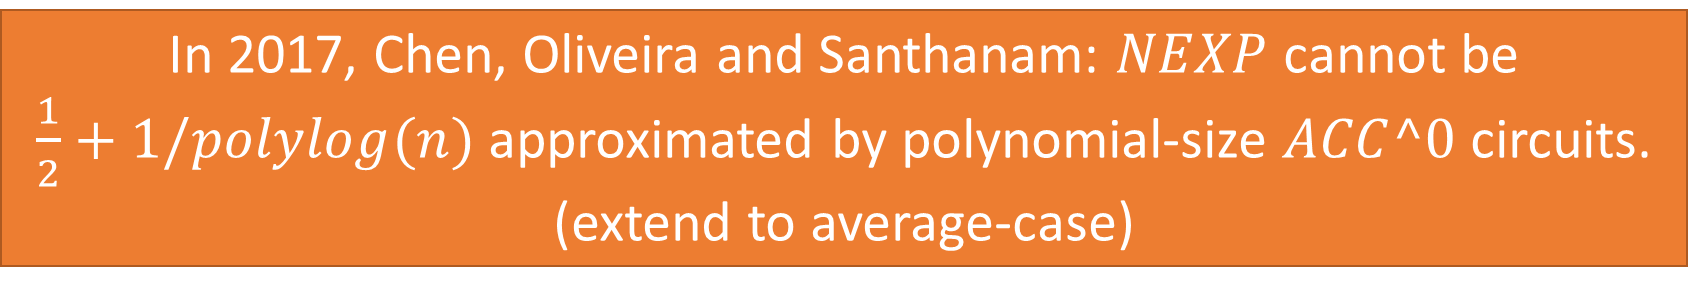 In 2017, Chen, Oliveira and Santhanam: NEXP cannot be
1/2 + 1/polylog(n) approximated by polynomial-size ACC^0 circuits.
(extend to average-case)